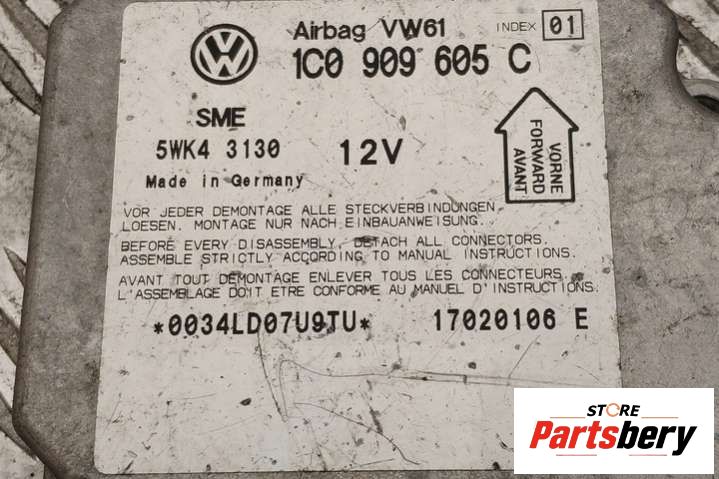 Airbag VW61 INDEX 01
1C0 909 605 C
SME
5WK4 3130 12V
Made in Germany
VORNE
FORWARD
AVANT
VOR JEDER DEMONTAGE ALLE STECKVERBINDUNGEN
LOESEN. MONTAGE NUR NACH EINBAUANWEISUNG.
BEFORE EVERY DISASSEMBLY, DETACH ALL CONNECTORS.
ASSEMBLE STRICTLY ACCORDING TO MANUAL INSTRUCTIONS.
AVANT TOUT DEMONTAGE ENLEVER TOUS LES CONNECTEURS.
L'ASSEMBLAGE DOIT ETRE CONFORME AU MANUEL D'INSTRUCTIONS.
*0034LD07U9TU* 17020106 E
STORE
Partsbery